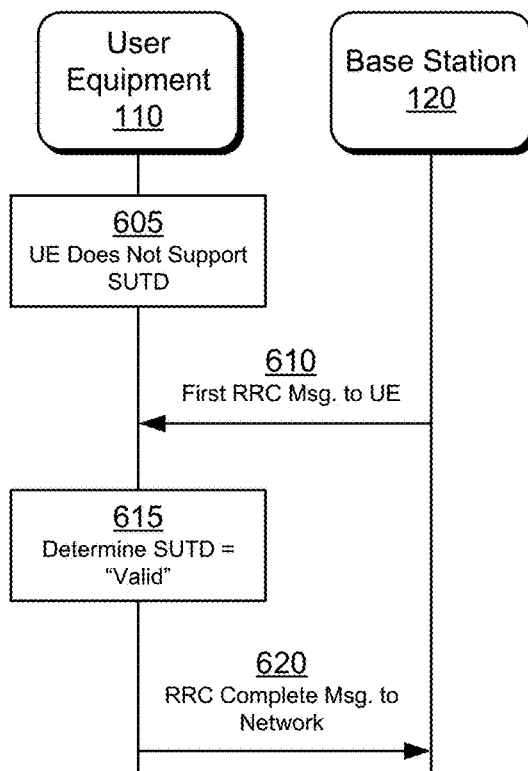 User
Equipment
110
Base Station
120
605
UE Does Not Support
SUTD
610
First RRC Msg. to UE
615
Determine SUTD =
“Valid”
620
RRC Complete Msg. to
Network